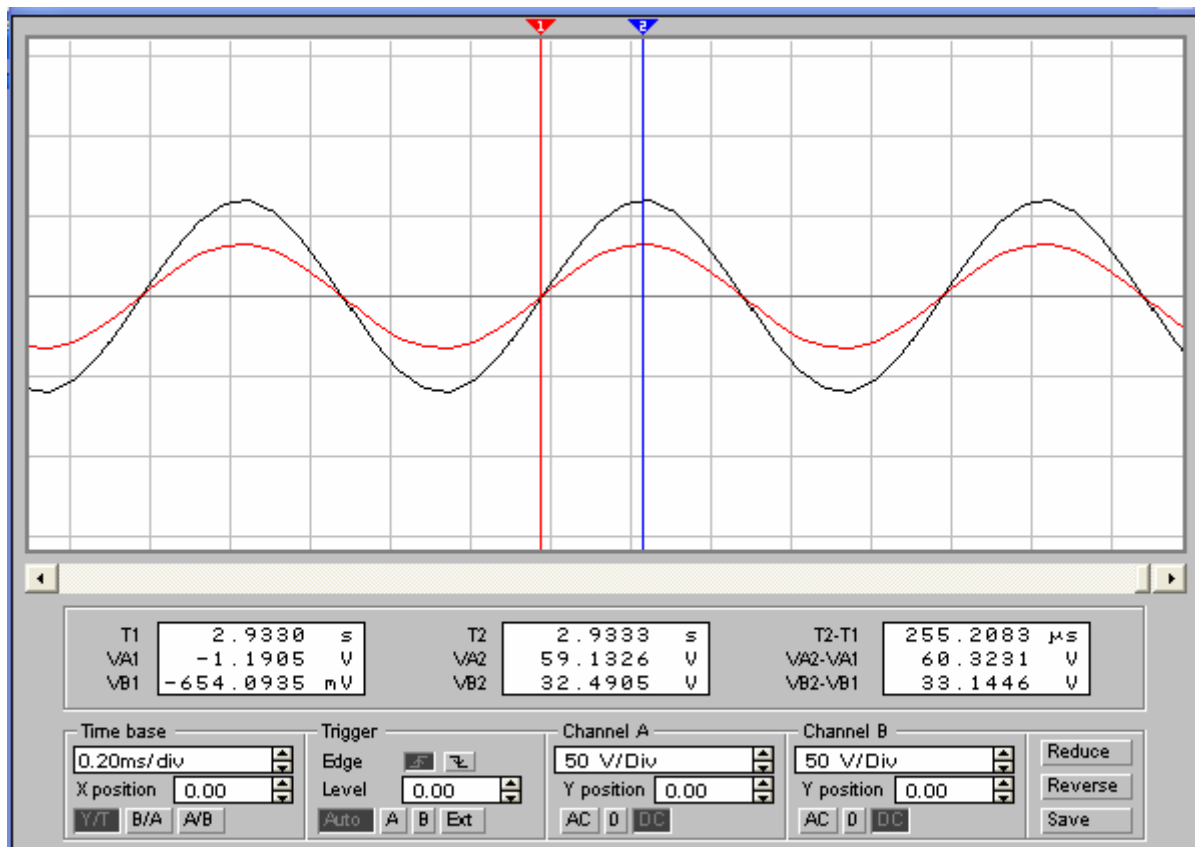 1 2
T1 2.9330 s T2 2.9333 s T2-T1 255.2083 μs
VA1 -1.1905 V VA2 59.1326 V VA2-VA1 60.3231 V
VB1 -654.0935 mV VB2 32.4905 V VB2-VB1 33.1446 V
Time base Trigger Channel A Channel B
0.20ms/div Edge 50 V/Div 50 V/Div Reduce
X position 0.00 Level 0.00 Y position 0.00 Y position 0.00 Reverse
Y/T B/A A/B Auto A B Ext AC 0 DC AC 0 DC Save